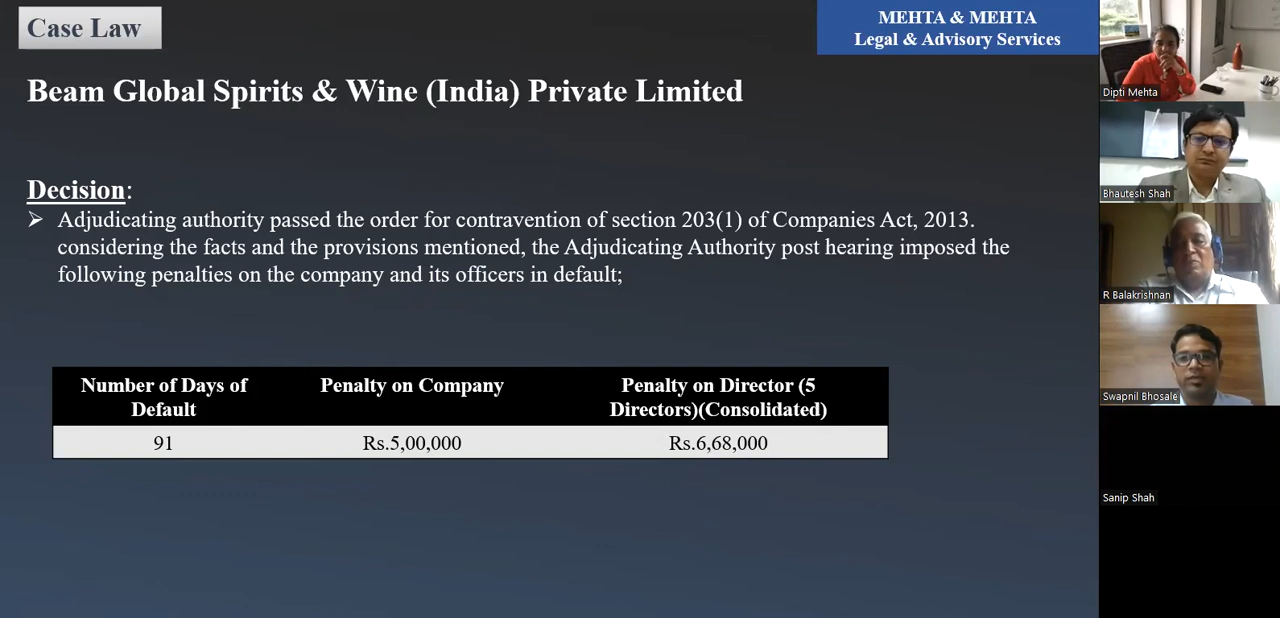 Case Law
MEHTA & MEHTA
Legal & Advisory Services
Beam Global Spirits & Wine (India) Private Limited
Decision:
Adjudicating authority passed the order for contravention of section 203(1) of Companies Act, 2013.
considering the facts and the provisions mentioned, the Adjudicating Authority post hearing imposed the
following penalties on the company and its officers in default;
Number of Days of
Default
Penalty on Company
Penalty on Director (5
Directors)(Consolidated)
91
Rs.5,00,000
Rs.6,68,000
Dipti Mehta
Bhautesh Shah
R Balakrishnan
Swapnil Bhosale
Sanip Shah